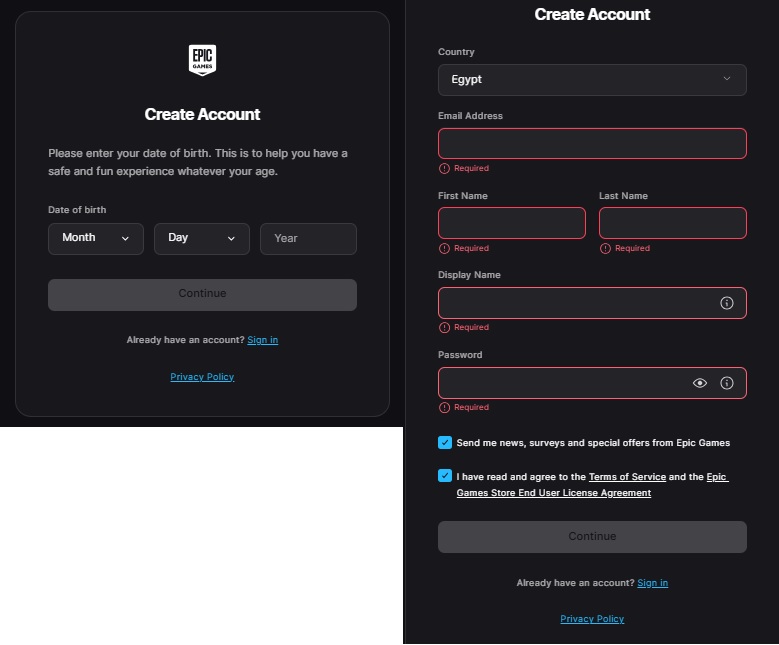 EPIC
GAMES
Create Account
Please enter your date of birth. This is to help you have a
safe and fun experience whatever your age.
Date of birth
Month Day Year
Continue
Already have an account? Sign in
Privacy Policy
Create Account
Country
Egypt
Email Address
Required
First Name Last Name
Required Required
Display Name
Required
Password
Required
Send me news, surveys and special offers from Epic Games
I have read and agree to the Terms of Service and the Epic
Games Store End User License Agreement
Continue
Already have an account? Sign in
Privacy Policy